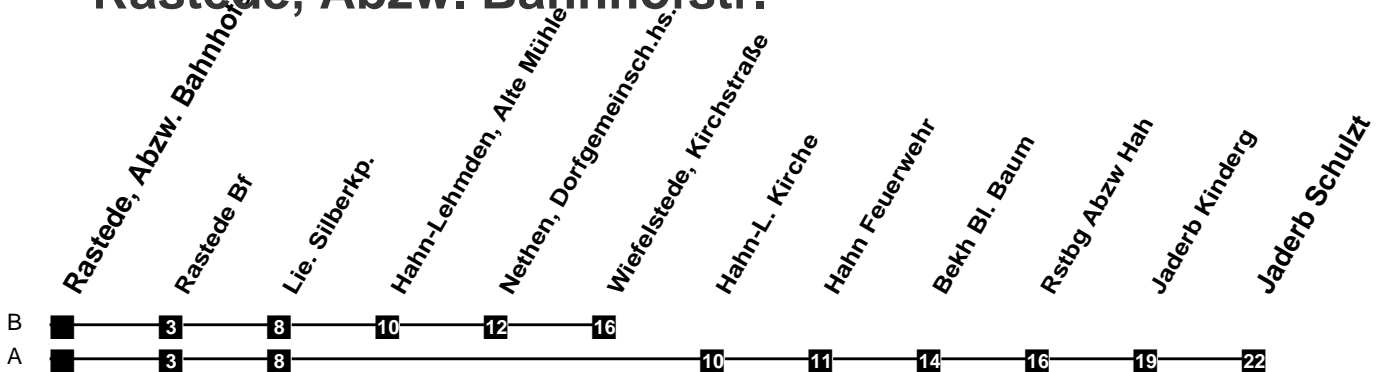 Rastede, Abzw. Bahnhofstr.
Rastede, Abzw. Bahnhofs
Rastede Bf
Lie. Silberkp.
Hahn-Lehmden, Alte Mühle
Nethen, Dorfgemeinsch.hs.
Wiefelstede, Kirchstraße
Hahn-L. Kirche
Hahn Feuerwehr
Bekh Bl. Baum
Rstbg Abzw Hah
Jaderb Kinderg
Jaderb Schulzt
B 3 8 10 12 16
A 3 8 10 11 14 16 19 22